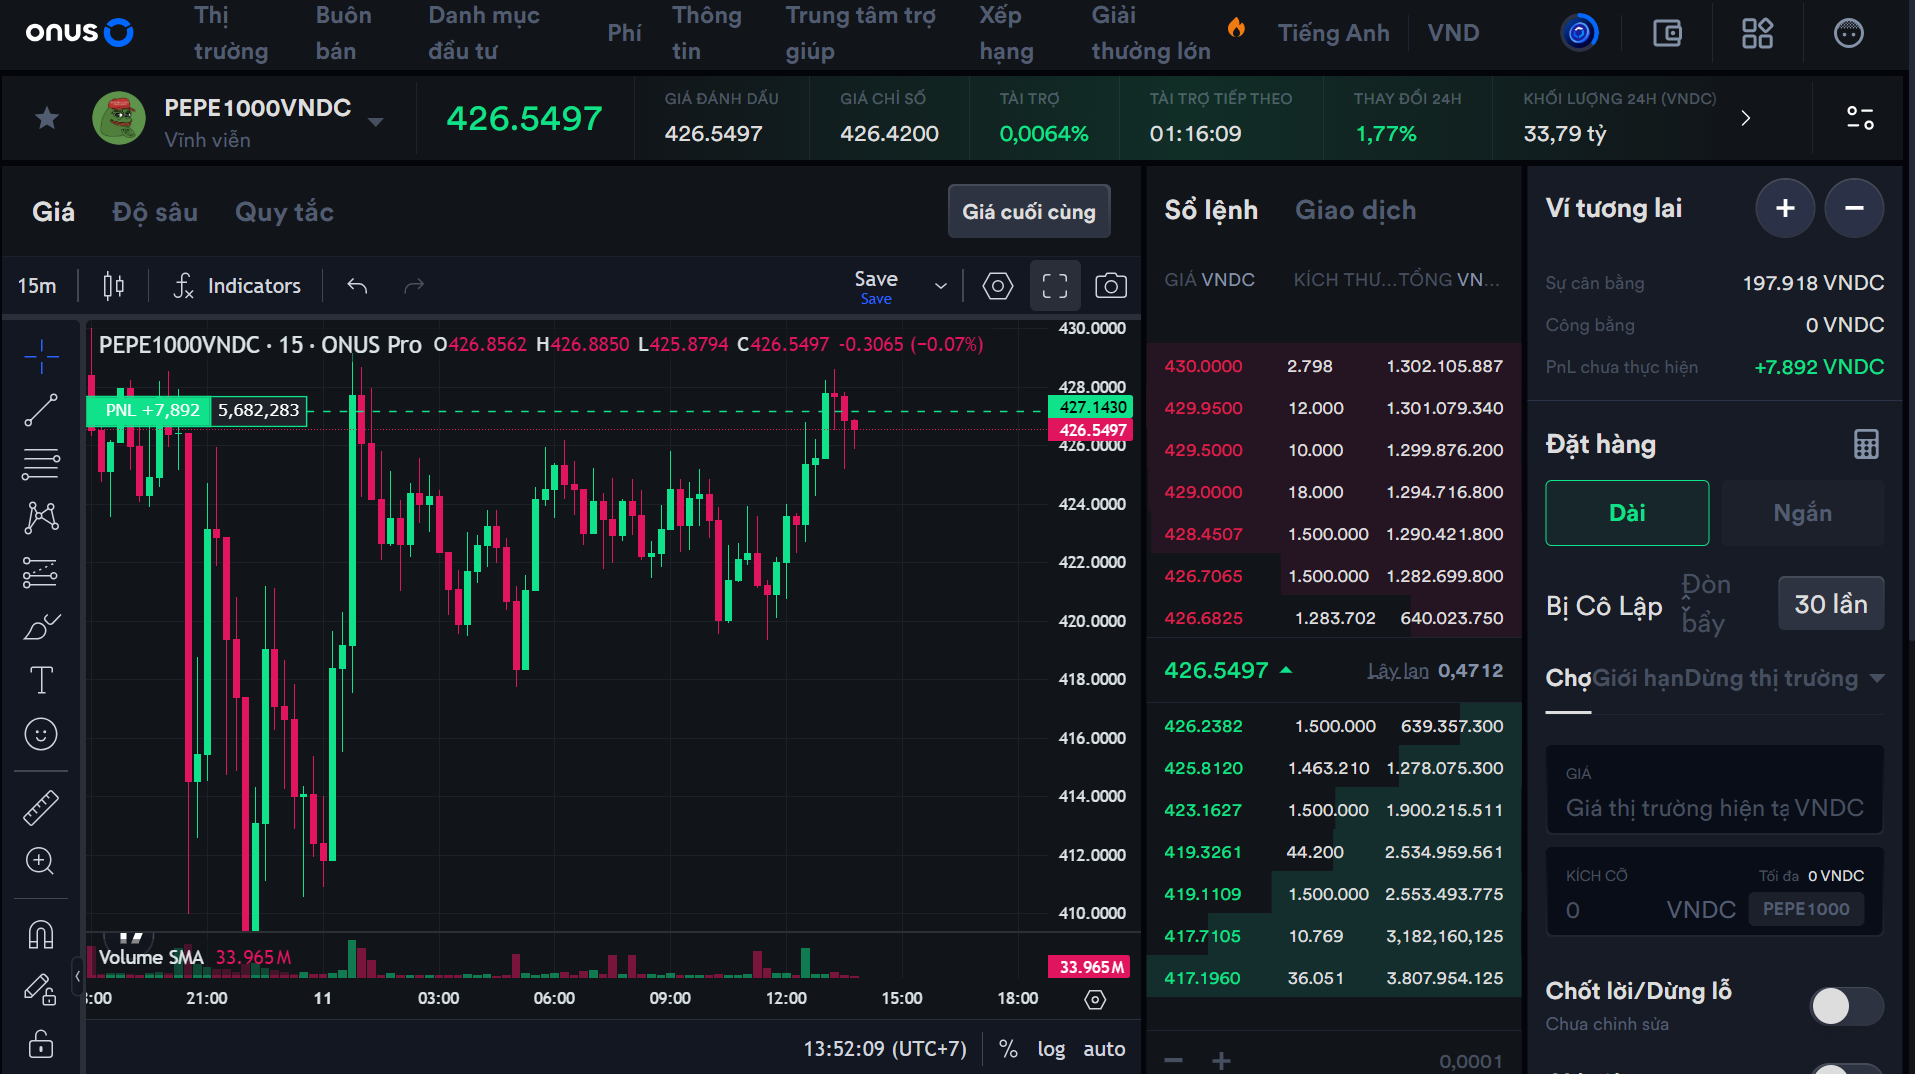 onus
Thị trường
Buôn bán
Danh mục đầu tư
Phí
Thông tin
Trung tâm trợ giúp
Xếp hạng
Giải thưởng lớn
Tiếng Anh
VND
PEPE1000VNDC
Vĩnh viễn
426.5497
GIÁ ĐÁNH DẤU
426.5497
GIÁ CHỈ SỐ
426.4200
TÀI TRỢ
0,0064%
TÀI TRỢ TIẾP THEO
01:16:09
THAY ĐỔI 24H
1,77%
KHỐI LƯỢNG 24H (VNDC)
33,79 tỷ
Giá
Độ sâu
Quy tắc
Giá cuối cùng
15m
Indicators
Save
Save
PEPE1000VNDC · 15 · ONUS Pro O426.8562 H426.8850 L425.8794 C426.5497 -0.3065 (−0.07%)
PNL +7,892 5,682,283
430.0000
428.0000
427.1430
426.5497
426.0000
424.0000
422.0000
420.0000
418.0000
416.0000
414.0000
412.0000
410.0000
Volume SMA 33.965M
33.965M
21:00 11 03:00 06:00 09:00 12:00 15:00 18:00
13:52:09 (UTC+7) % log auto
Sổ lệnh
Giao dịch
GIÁ VNDC KÍCH THƯ... TỔNG VN...
430.0000 2.798 1.302.105.887
429.9500 12.000 1.301.079.340
429.5000 10.000 1.299.876.200
429.0000 18.000 1.294.716.800
428.4507 1.500.000 1.290.421.800
426.7065 1.500.000 1.282.699.800
426.6825 1.283.702 640.023.750
426.5497 Lây lan 0,4712
426.2382 1.500.000 639.357.300
425.8120 1.463.210 1.278.075.300
423.1627 1.500.000 1.900.215.511
419.3261 44.200 2.534.959.561
419.1109 1.500.000 2.553.493.775
417.7105 10.769 3,182,160,125
417.1960 36.051 3.807.954.125
− + 0,0001
Ví tương lai
+ −
Sự cân bằng 197.918 VNDC
Công bằng 0 VNDC
PnL chưa thực hiện +7.892 VNDC
Đặt hàng
Dài
Ngắn
Bị Cô Lập
Đòn bẩy
30 lần
Chợ Giới hạn Dừng thị trường
GIÁ
Giá thị trường hiện tạ VNDC
KÍCH CỠ Tối đa 0 VNDC
0 VNDC PEPE1000
Chốt lời/Dừng lỗ
Chưa chỉnh sửa